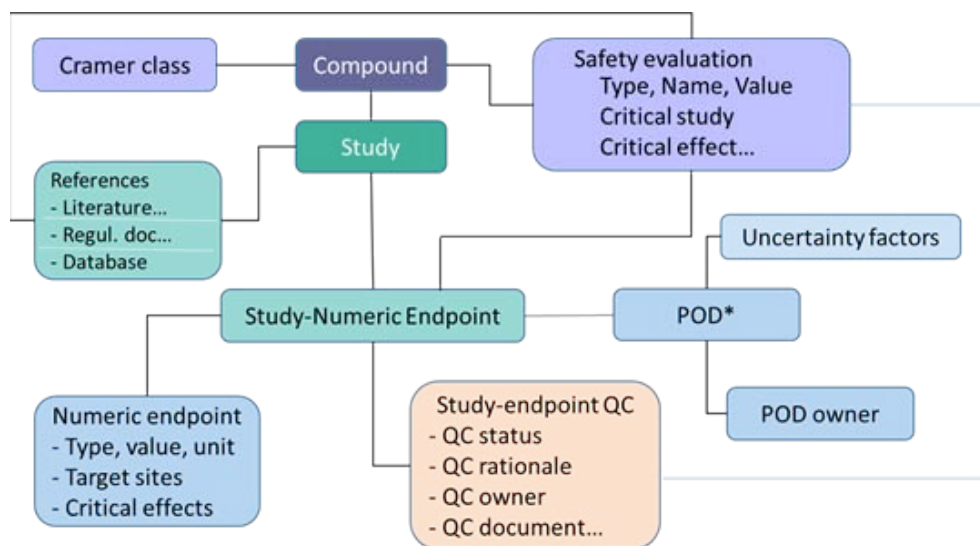 Cramer class
Compound
Safety evaluation
Type, Name, Value
Critical study
Critical effect...
Study
References
- Literature...
- Regul. doc...
- Database
Uncertainty factors
Study-Numeric Endpoint
POD*
Numeric endpoint
- Type, value, unit
- Target sites
- Critical effects
Study-endpoint QC
- QC status
- QC rationale
- QC owner
- QC document...
POD owner